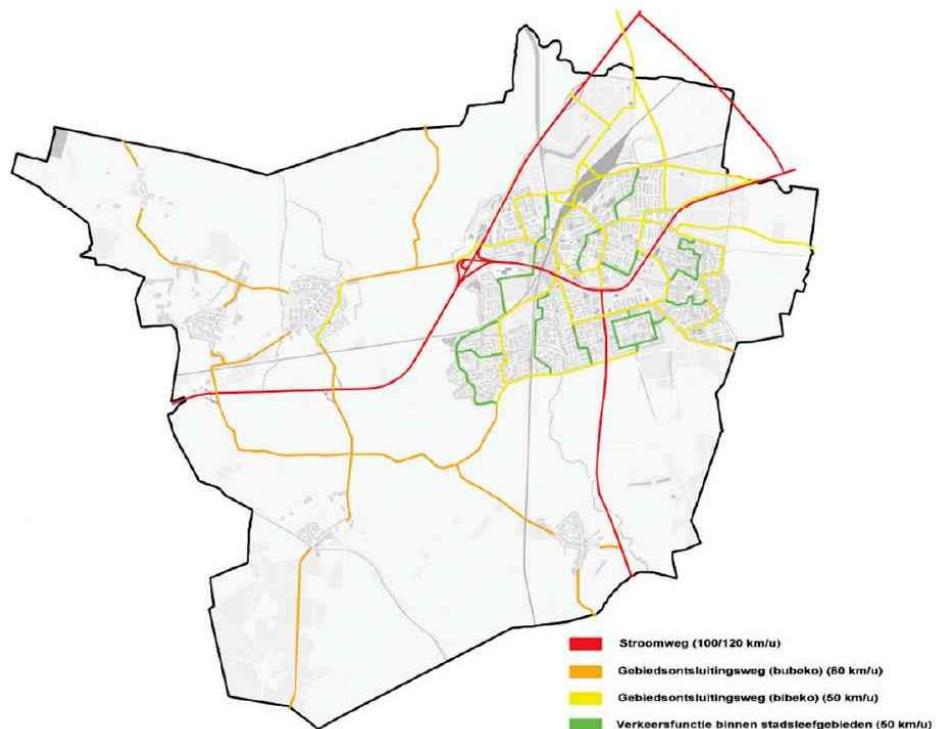 Stroomweg (100/120 km/u)
Gebiedsontsluitingsweg (bubeko) (80 km/u)
Gebiedsontsluitingsweg (bibeko) (50 km/u)
Verkeersfunctie binnen stadsleefgebieden (50 km/u)